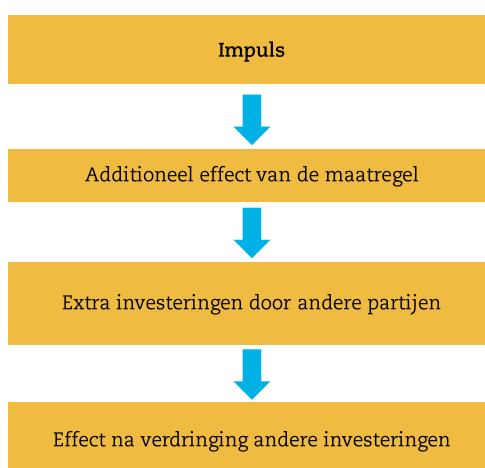 Impuls
Additioneel effect van de maatregel
Extra investeringen door andere partijen
Effect na verdringing andere investeringen